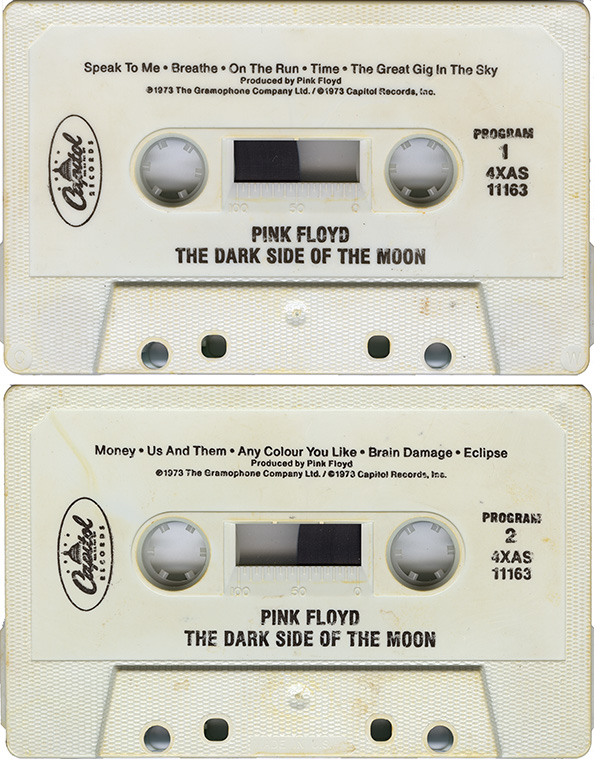 Speak To Me • Breathe • On The Run • Time • The Great Gig In The Sky
Produced by Pink Floyd
℗1973 The Gramophone Company Ltd. / ©1973 Capitol Records, Inc.
Capitol
RECORDS
PROGRAM
1
4XAS
11163
100 50 0
PINK FLOYD
THE DARK SIDE OF THE MOON
Money • Us And Them • Any Colour You Like • Brain Damage • Eclipse
Produced by Pink Floyd
℗1973 The Gramophone Company Ltd. / ©1973 Capitol Records, Inc.
Capitol
RECORDS
PROGRAM
2
4XAS
11163
100 50 0
PINK FLOYD
THE DARK SIDE OF THE MOON